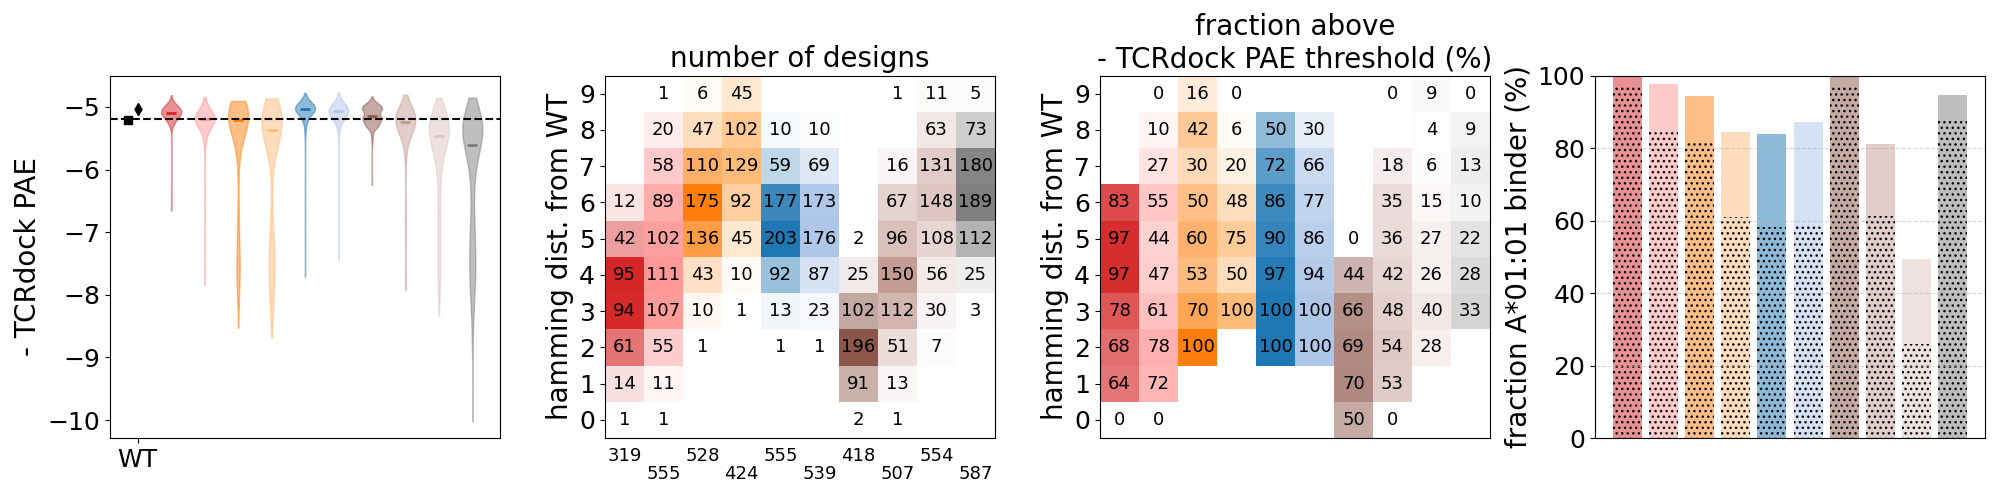 - TCRdock PAE
−5
−6
−7
−8
−9
−10
WT
number of designs
hamming dist. from WT
9 1 6 45 1 11 5
8 20 47 102 10 10 63 73
7 58 110 129 59 69 16 131 180
6 12 89 175 92 177 173 67 148 189
5 42 102 136 45 203 176 2 96 108 112
4 95 111 43 10 92 87 25 150 56 25
3 94 107 10 1 13 23 102 112 30 3
2 61 55 1 1 1 196 51 7
1 14 11 91 13
0 1 1 2 1
319 528 555 418 554
555 424 539 507 587
fraction above
- TCRdock PAE threshold (%)
hamming dist. from WT
9 0 16 0 0 9 0
8 10 42 6 50 30 4 9
7 27 30 20 72 66 18 6 13
6 83 55 50 48 86 77 35 15 10
5 97 44 60 75 90 86 0 36 27 22
4 97 47 53 50 97 94 44 42 26 28
3 78 61 70 100 100 100 66 48 40 33
2 68 78 100 100 100 69 54 28
1 64 72 70 53
0 0 0 50 0
fraction A*01:01 binder (%)
100
80
60
40
20
0